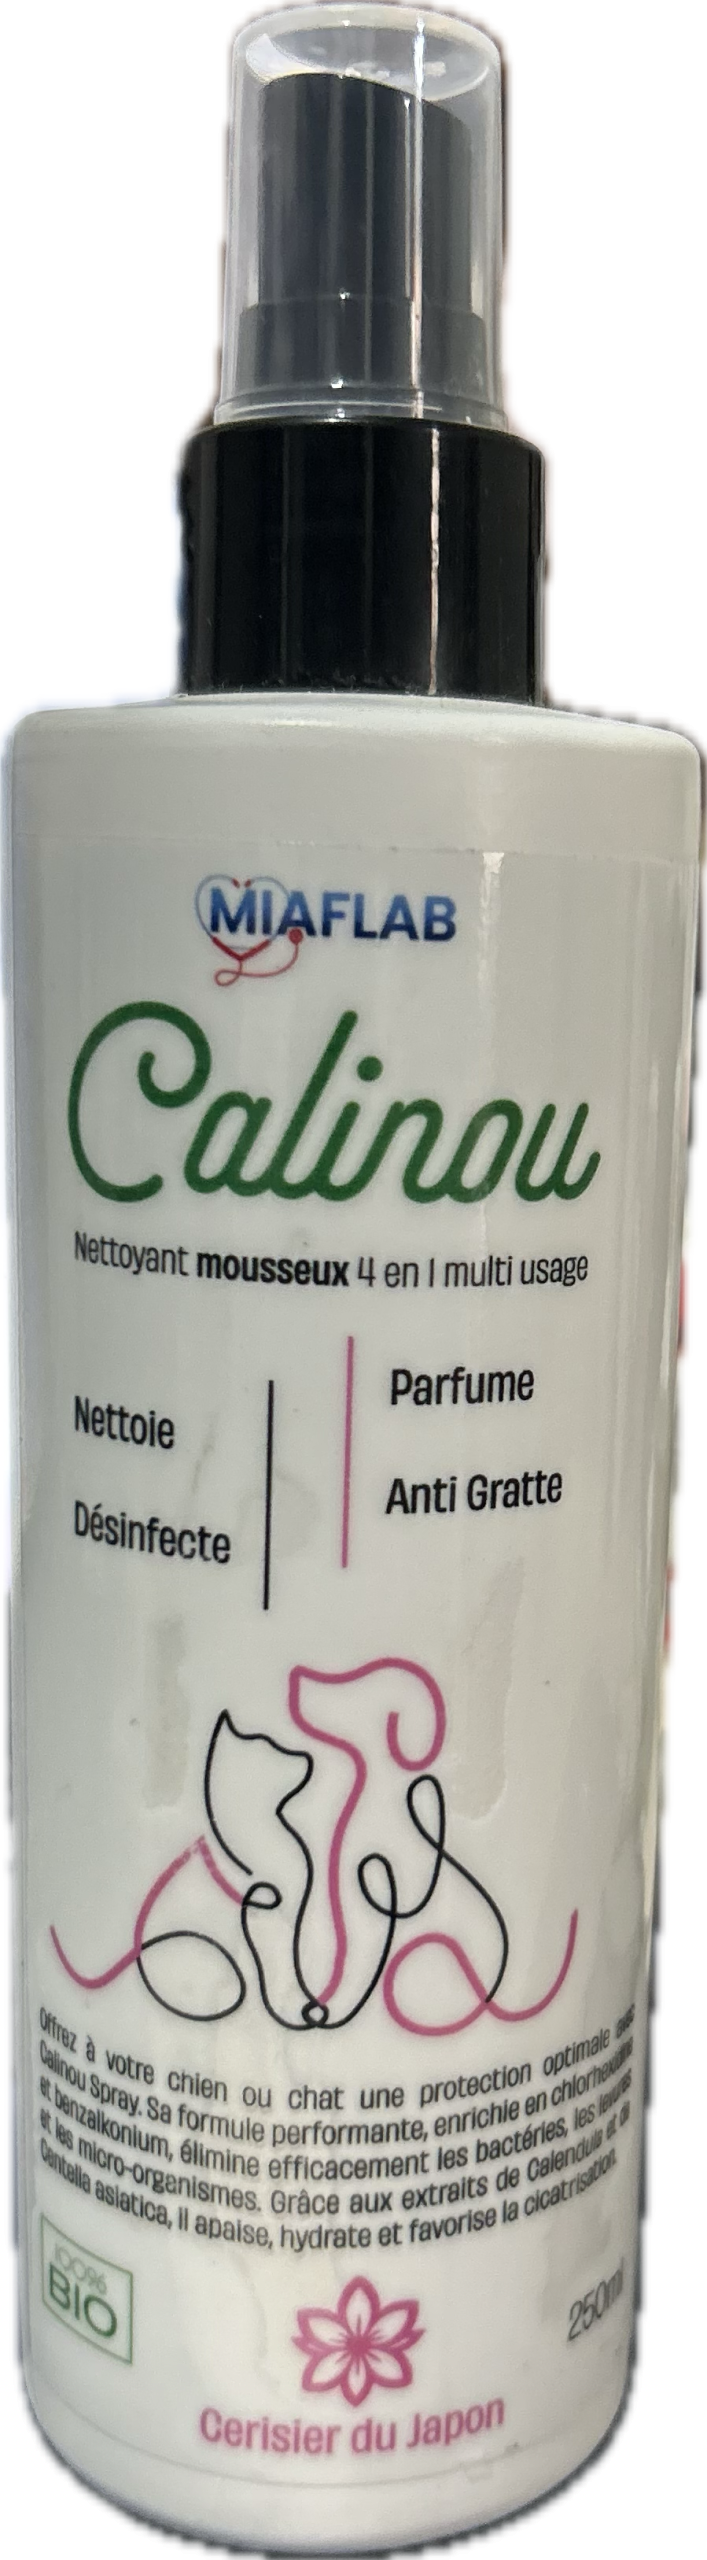 MIAFLAB
Calinou
Nettoyant mousseux 4 en 1 multi usage
Nettoie
Désinfecte
Parfume
Anti Gratte
Offrez à votre chien ou chat une protection optimale avec
Calinou Spray. Sa formule performante, enrichie en chlorhexidine
et benzalkonium, élimine efficacement les bactéries, les levures
et les micro-organismes. Grâce aux extraits de Calendula et de
Centella asiatica, il apaise, hydrate et favorise la cicatrisation.
100%
BIO
250ml
Cerisier du Japon